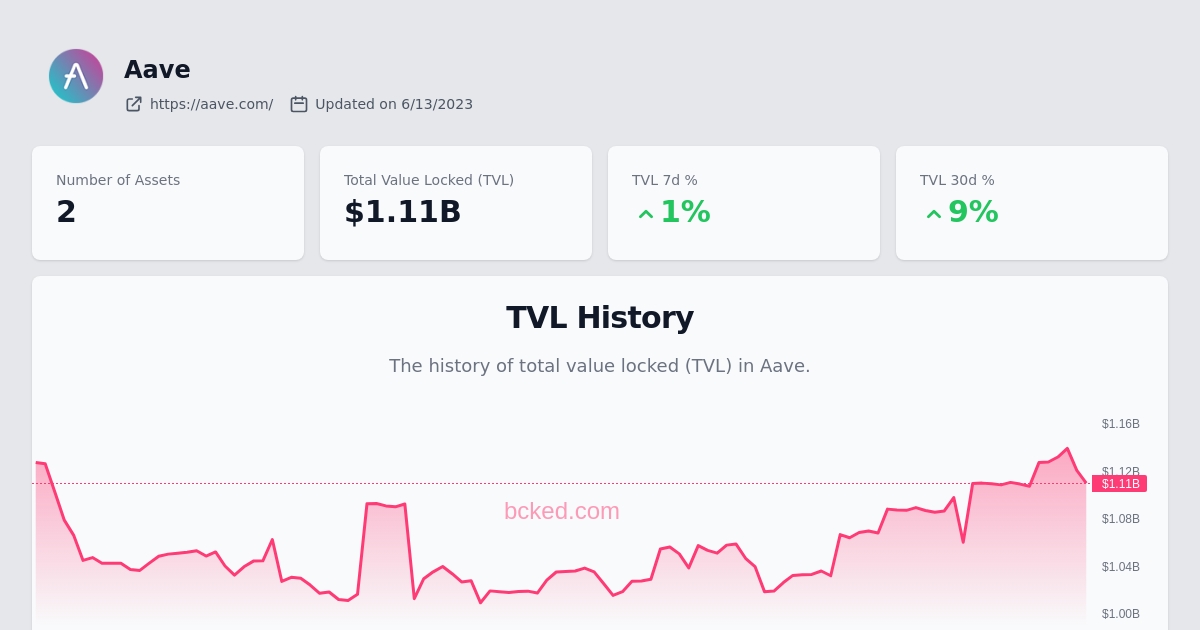 Aave
https://aave.com/ Updated on 6/13/2023
Number of Assets
2
Total Value Locked (TVL)
$1.11B
TVL 7d %
1%
TVL 30d %
9%
TVL History
The history of total value locked (TVL) in Aave.
$1.16B
$1.12B
$1.11B
bcked.com
$1.08B
$1.04B
$1.00B